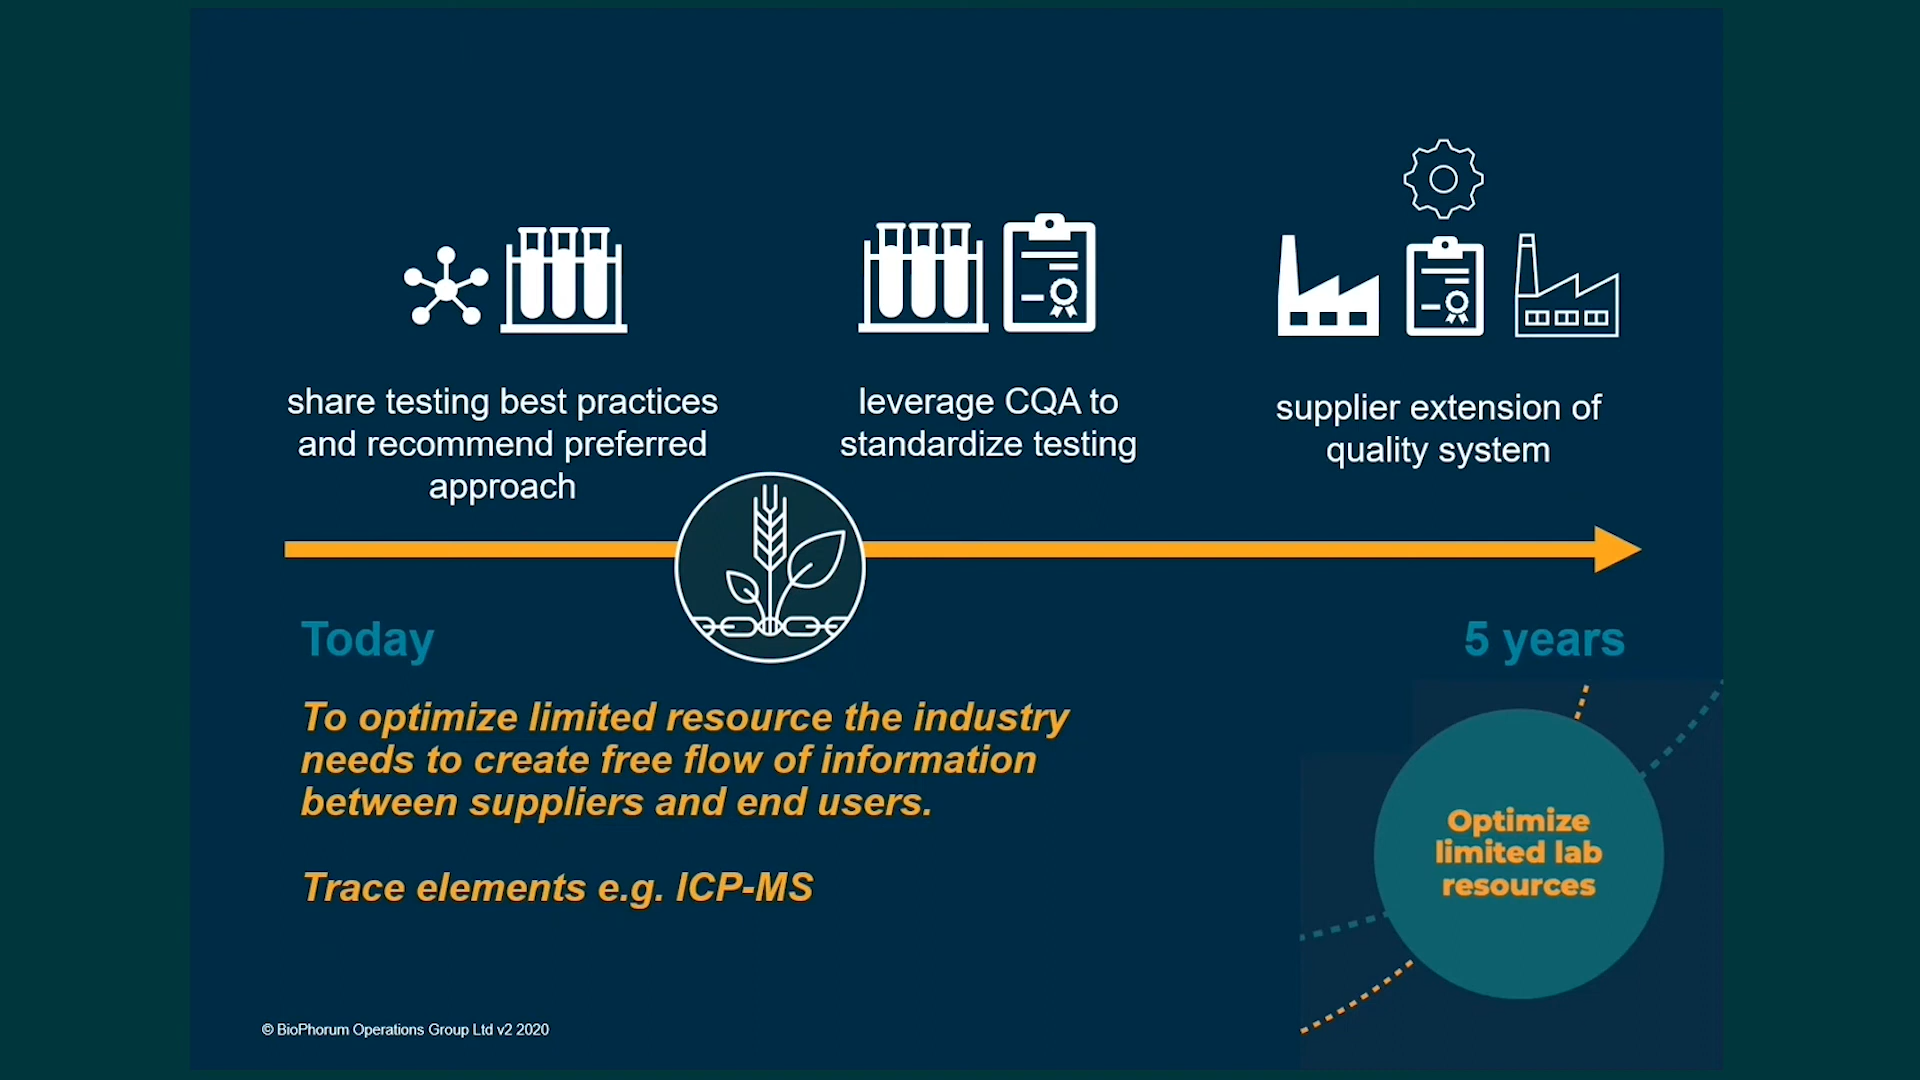 share testing best practices
and recommend preferred
approach
leverage CQA to
standardize testing
supplier extension of
quality system
Today
5 years
To optimize limited resource the industry
needs to create free flow of information
between suppliers and end users.
Trace elements e.g. ICP-MS
Optimize
limited lab
resources
© BioPhorum Operations Group Ltd v2 2020